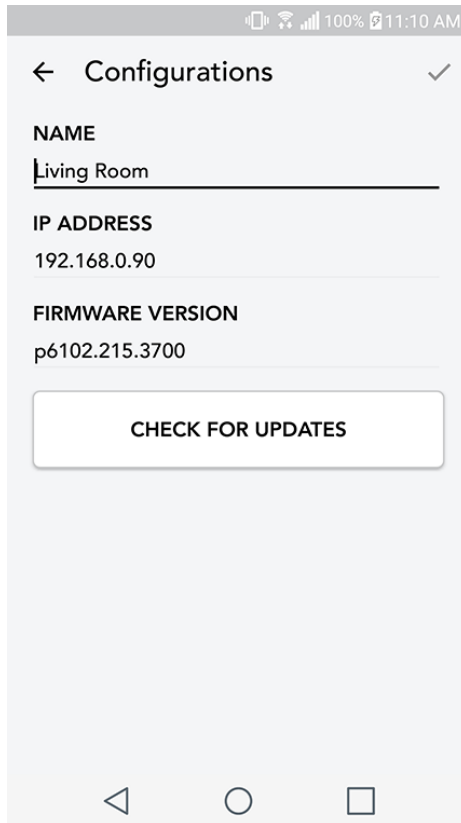 100% 11:10 AM
Configurations
NAME
Living Room
IP ADDRESS
192.168.0.90
FIRMWARE VERSION
p6102.215.3700
CHECK FOR UPDATES